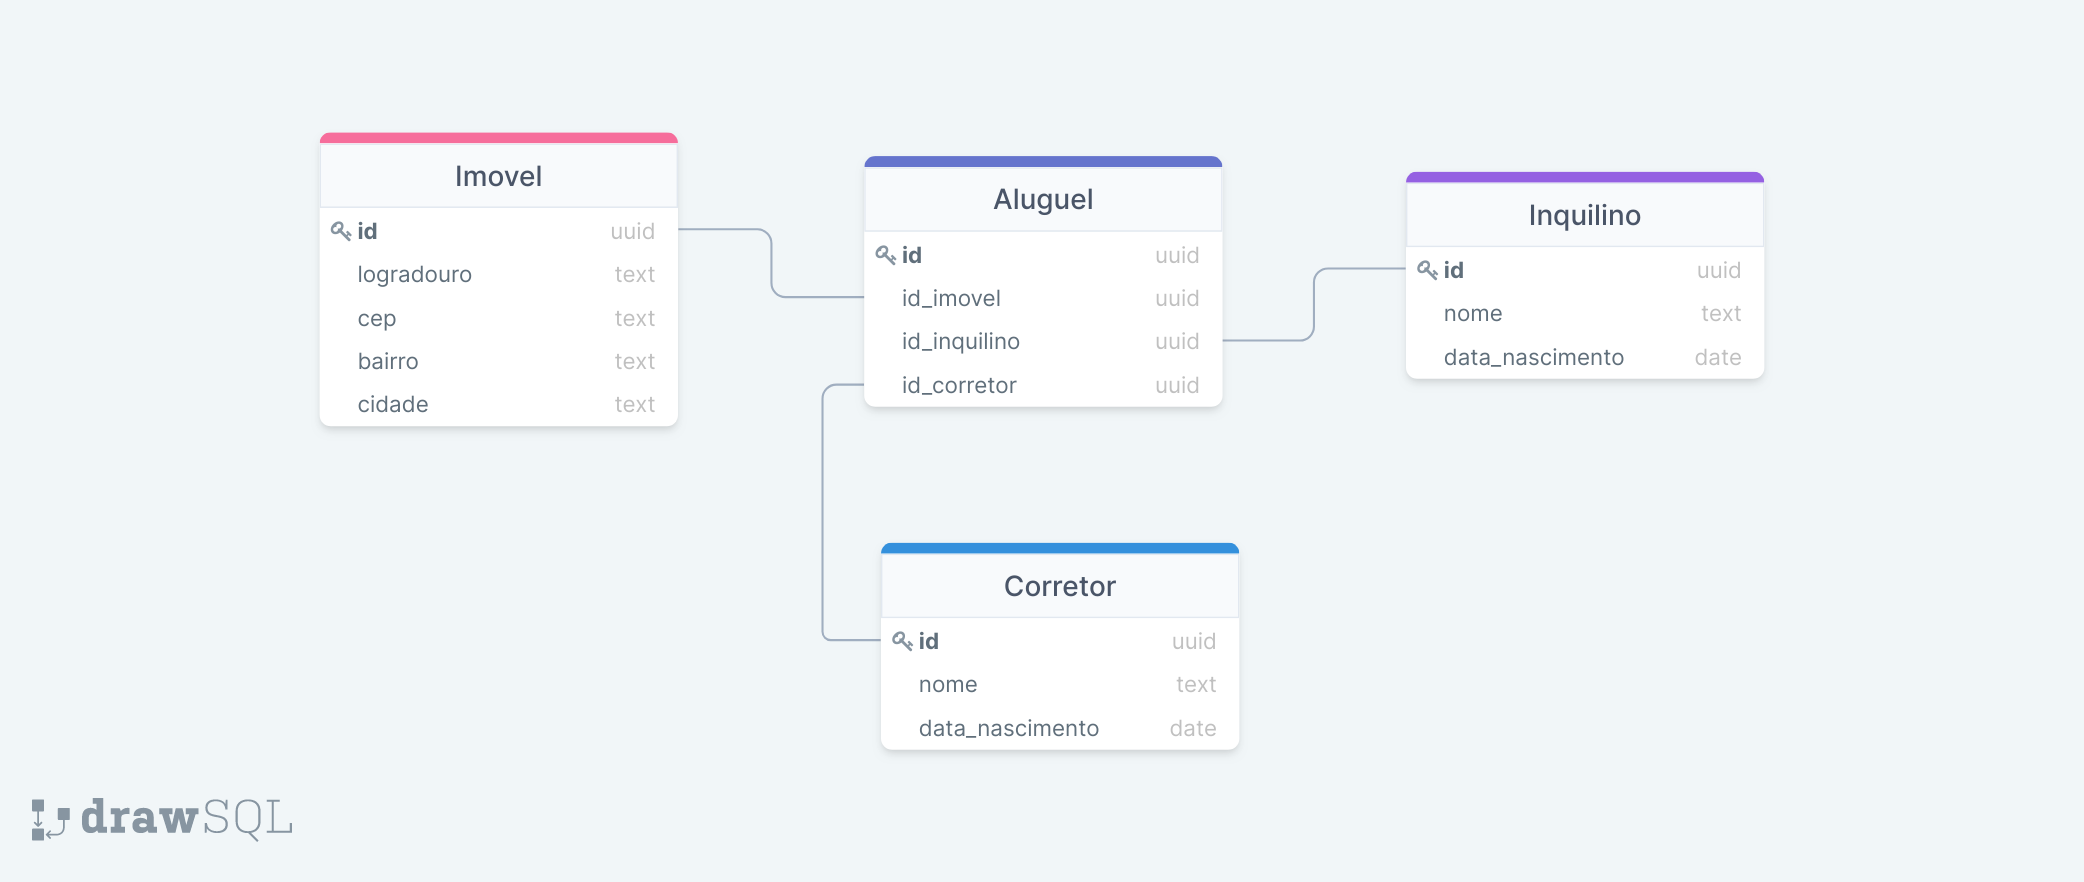 Imovel
id uuid
logradouro text
cep text
bairro text
cidade text
Aluguel
id uuid
id_imovel uuid
id_inquilino uuid
id_corretor uuid
Inquilino
id uuid
nome text
data_nascimento date
Corretor
id uuid
nome text
data_nascimento date
drawSQL